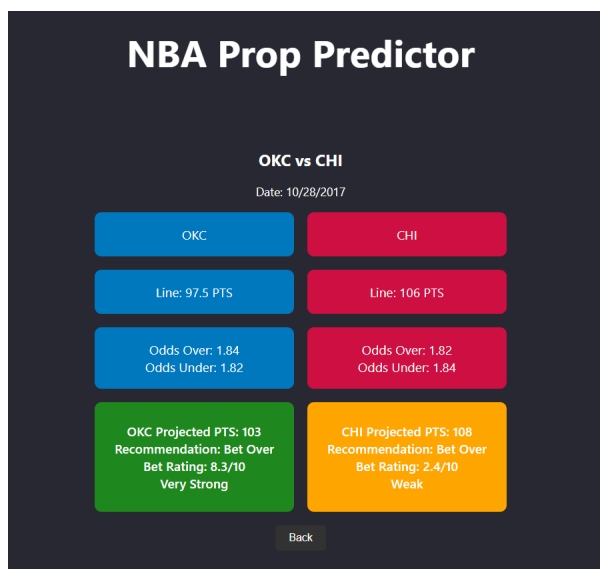 NBA Prop Predictor
OKC vs CHI
Date: 10/28/2017
OKC
CHI
Line: 97.5 PTS
Line: 106 PTS
Odds Over: 1.84
Odds Under: 1.82
Odds Over: 1.82
Odds Under: 1.84
OKC Projected PTS: 103
Recommendation: Bet Over
Bet Rating: 8.3/10
Very Strong
CHI Projected PTS: 108
Recommendation: Bet Over
Bet Rating: 2.4/10
Weak
Back